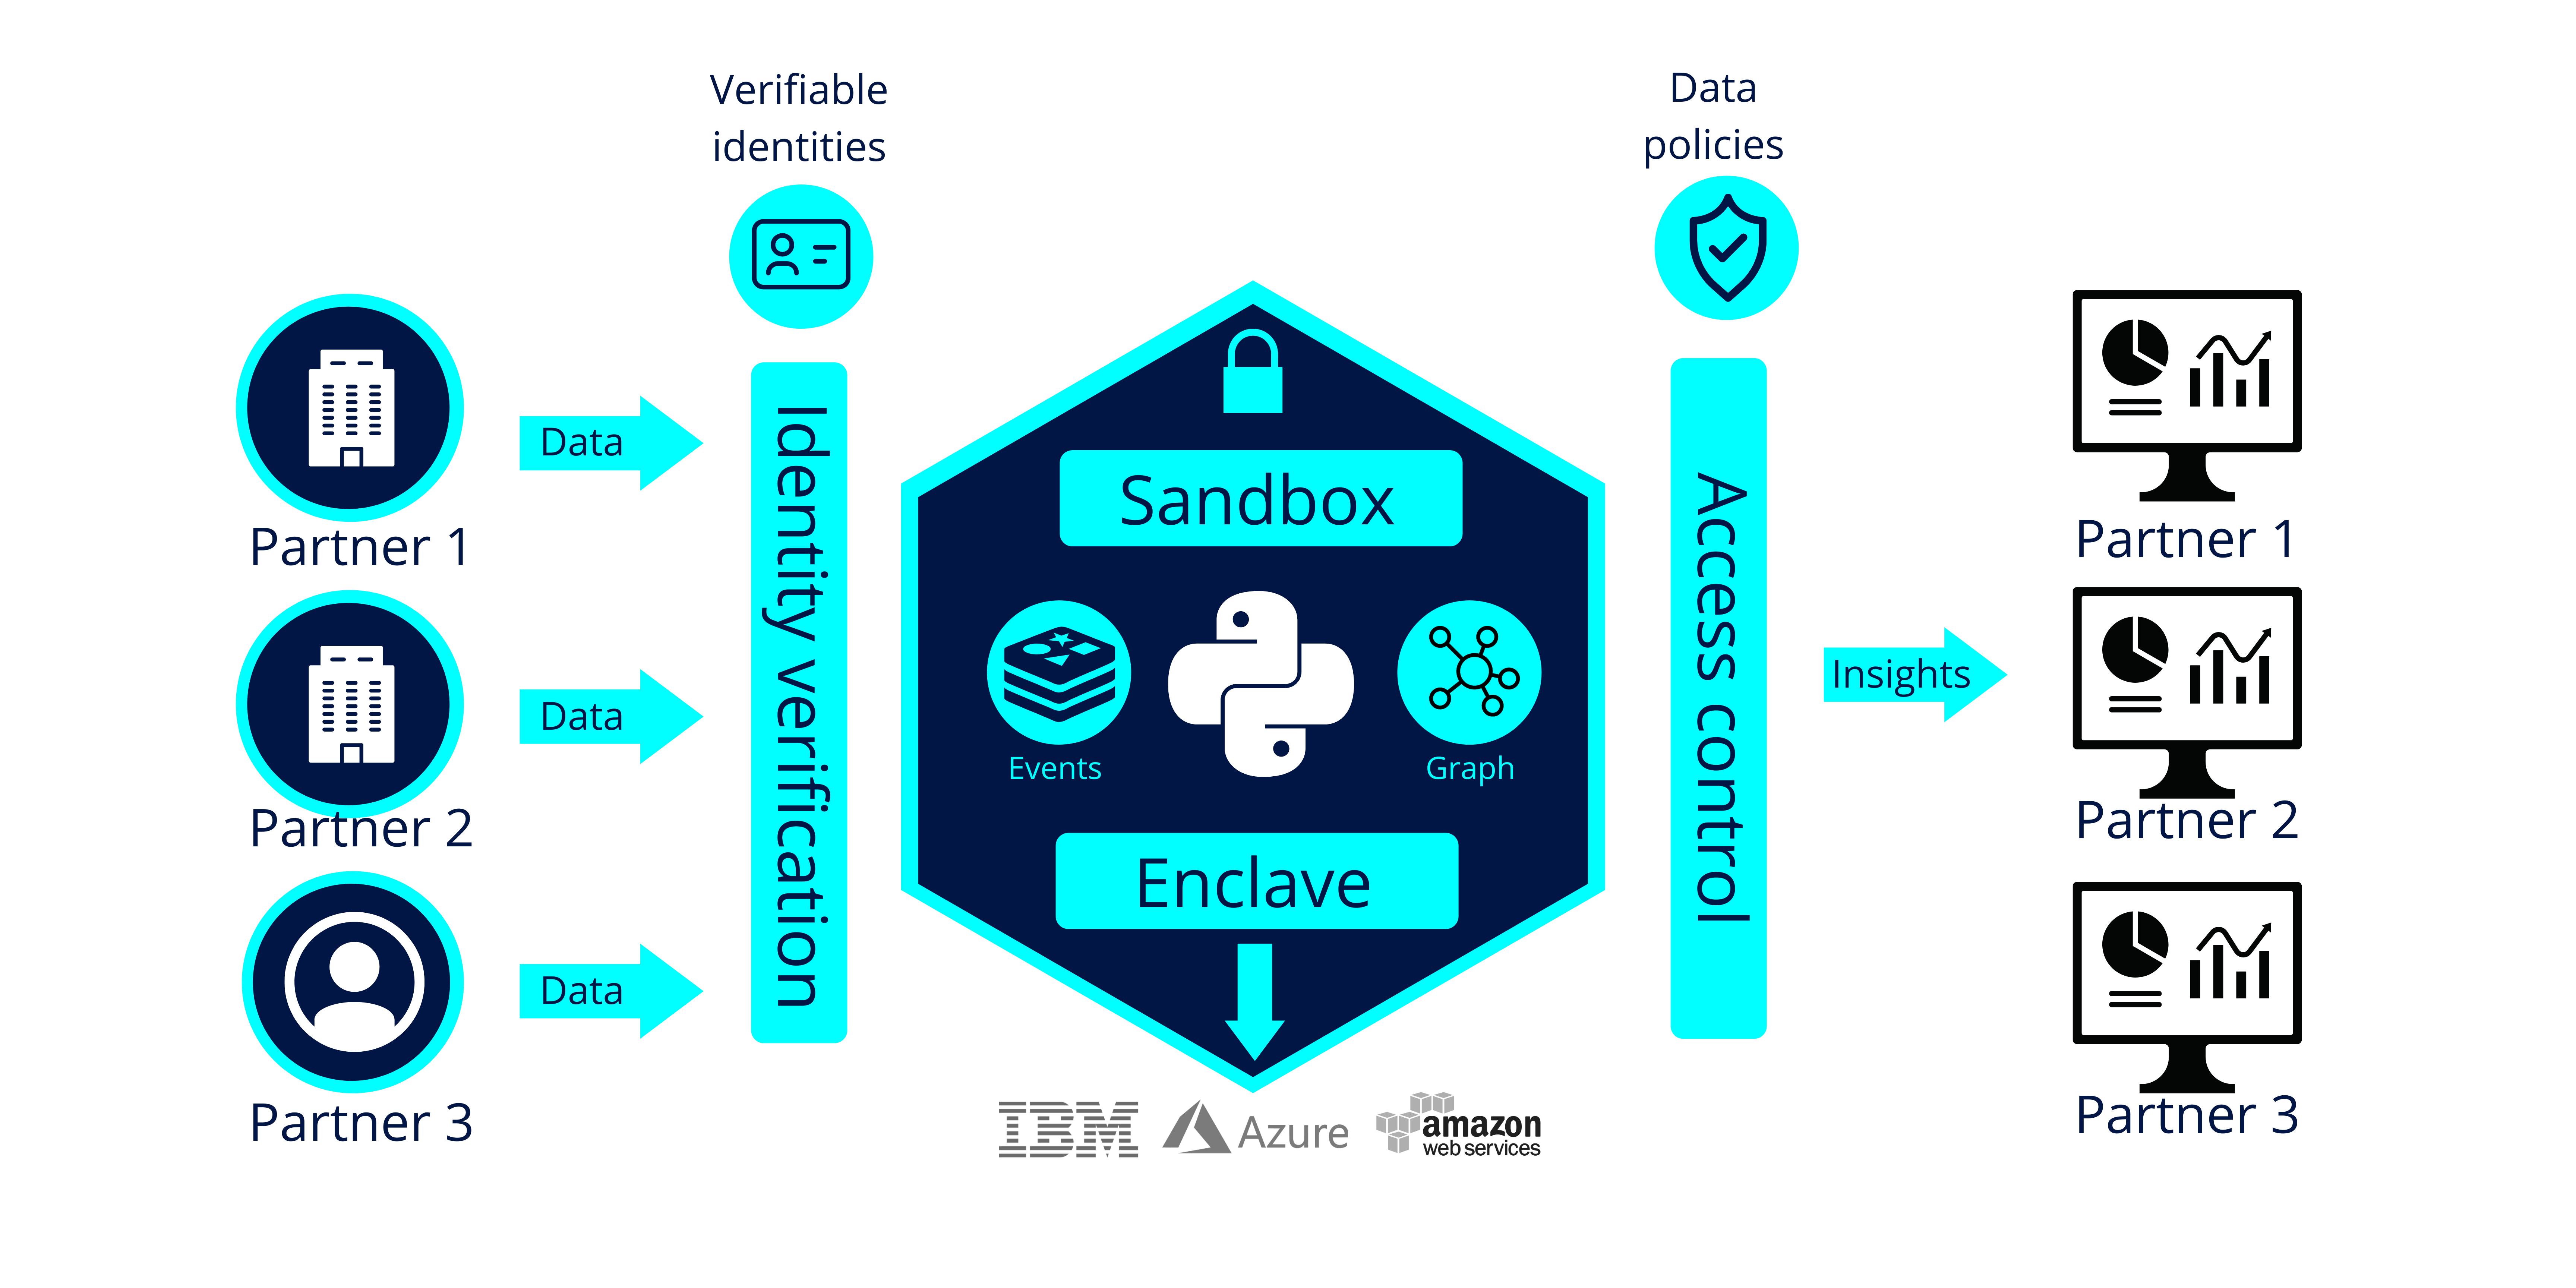 Verifiable
identities
Data
policies
Partner 1
Partner 2
Partner 3
Data
Data
Data
Identity verification
Sandbox
Events
Graph
Enclave
IBM
Azure
amazon
web services
Access control
Insights
Partner 1
Partner 2
Partner 3